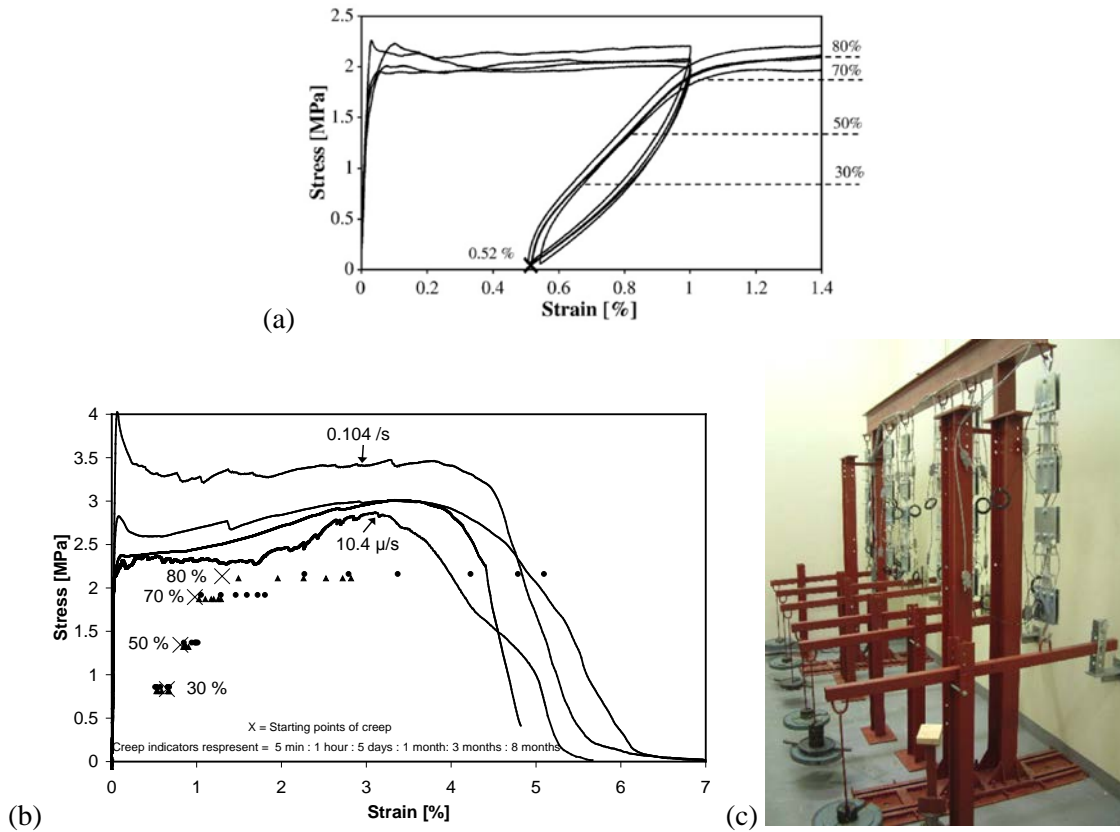 2.5
2
1.5
1
0.5
0
Stress [MPa]
80%
70%
50%
30%
0.52 %
0 0.2 0.4 0.6 0.8 1 1.2 1.4
Strain [%]
(a)
4
3.5
3
2.5
2
1.5
1
0.5
0
Stress [MPa]
0.104 /s
10.4 μ/s
80 %
70 %
50 %
30 %
X = Starting points of creep
Creep indicators respresent = 5 min : 1 hour : 5 days : 1 month: 3 months : 8 months
0 1 2 3 4 5 6 7
Strain [%]
(b)
(c)